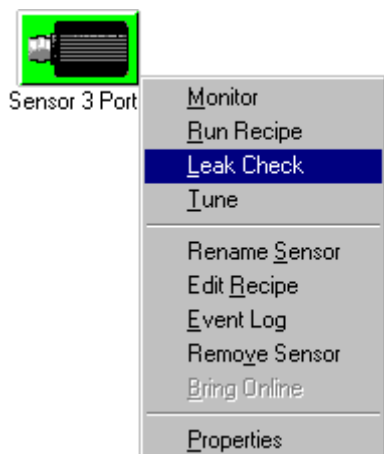 Sensor 3 Port
Monitor
Run Recipe
Leak Check
Tune
Rename Sensor
Edit Recipe
Event Log
Remove Sensor
Bring Online
Properties